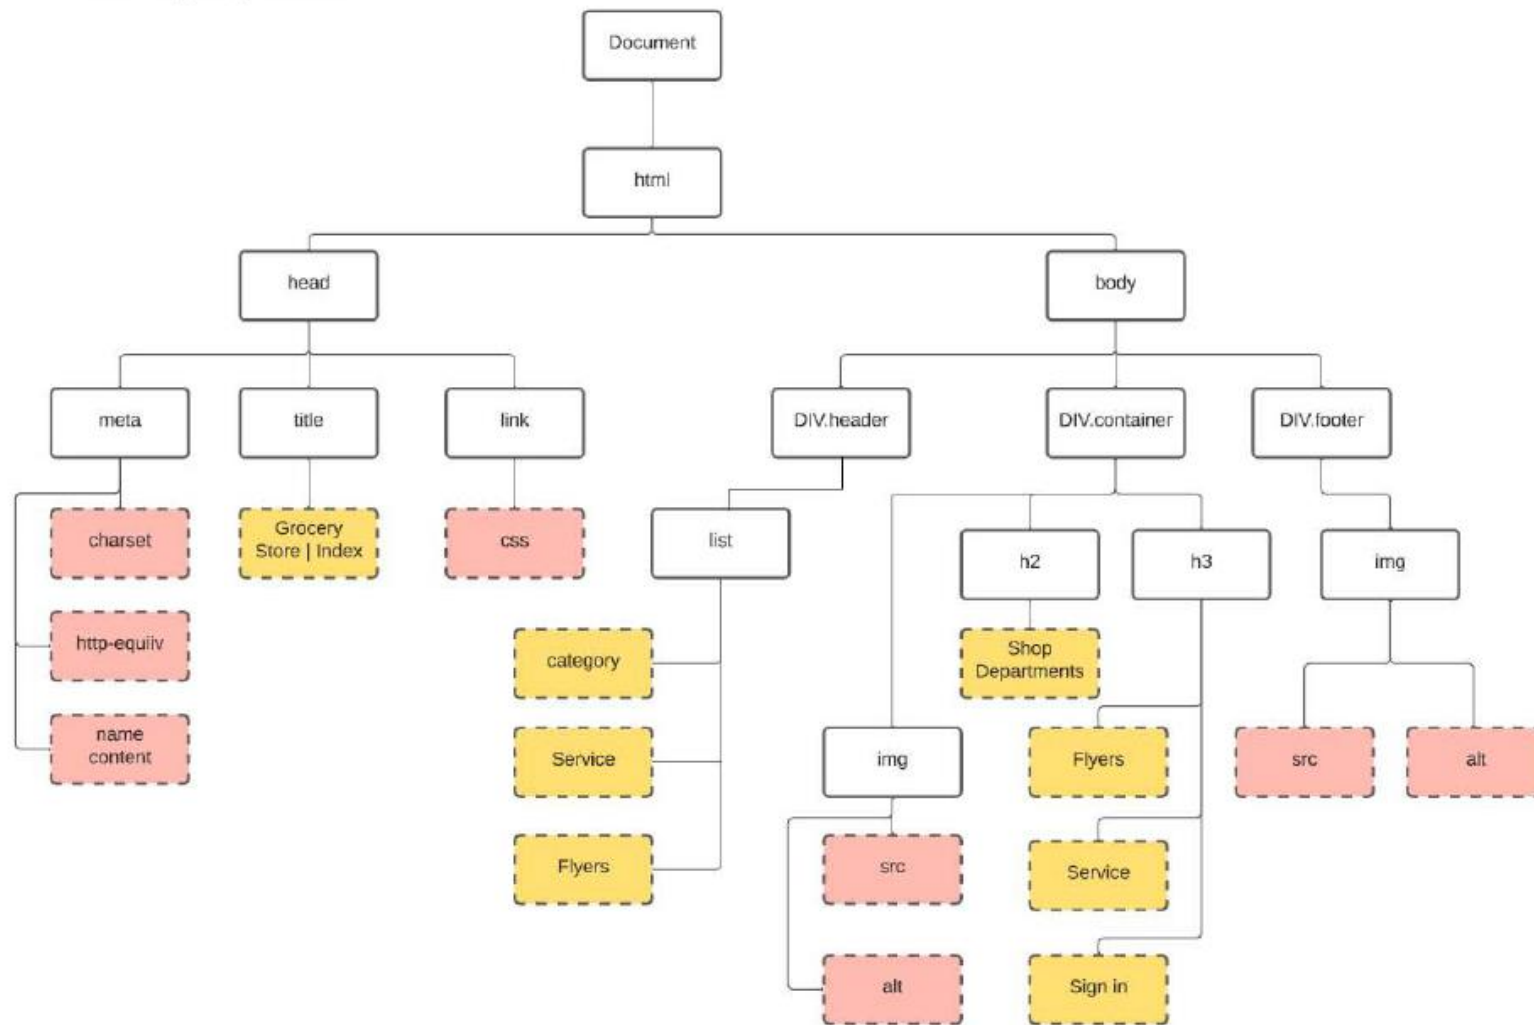 Document
html
head
body
meta
title
link
DIV.header
DIV.container
DIV.footer
charset
Grocery
Store | Index
css
list
h2
h3
img
http-equiiv
category
Shop
Departments
name
content
Service
img
Flyers
src
alt
Flyers
src
Service
alt
Sign in